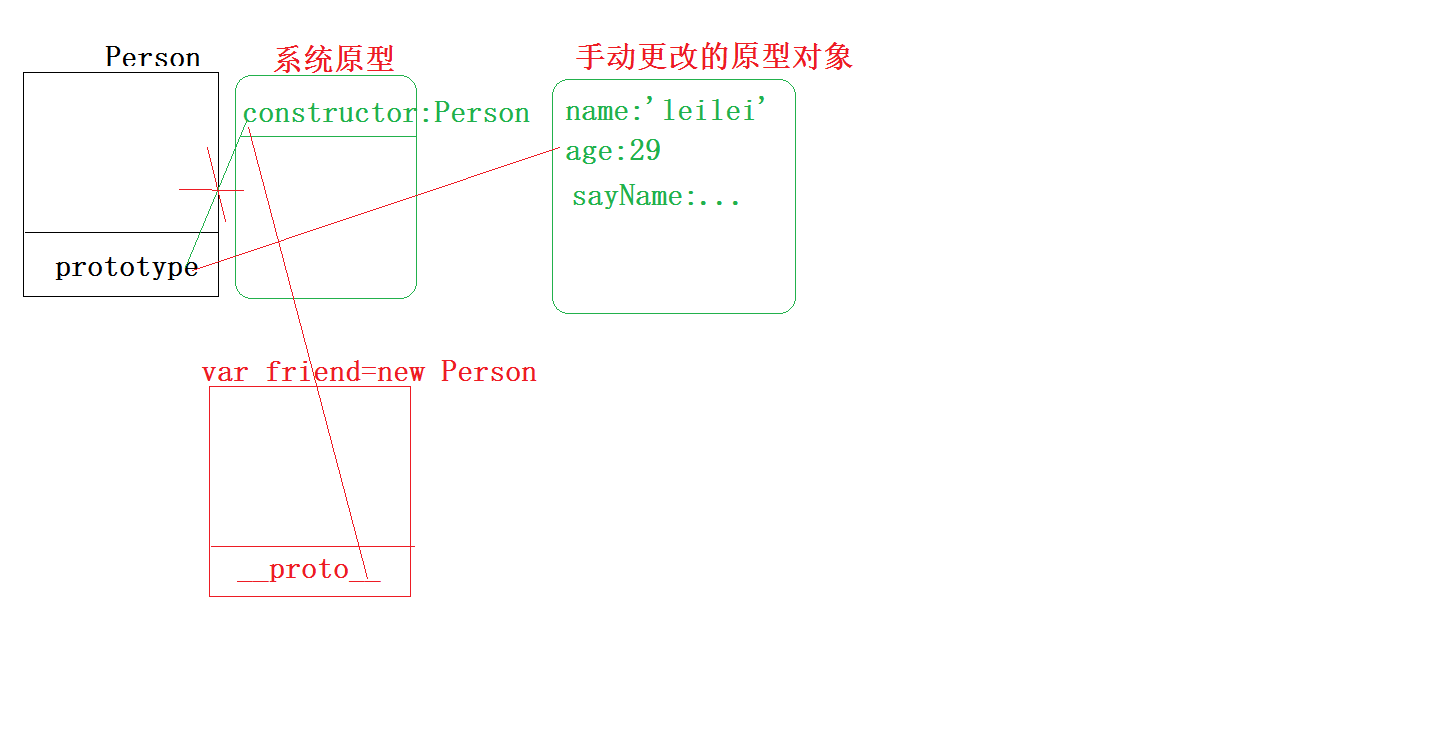 Person
系统原型
手动更改的原型对象
constructor:Person
name:'leilei'
age:29
sayName:...
prototype
var friend=new Person
__proto__